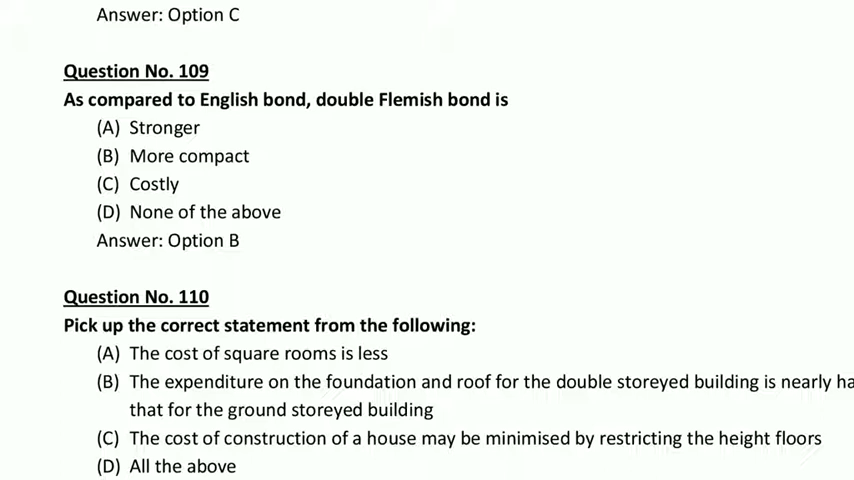 Answer: Option C
Question No. 109
As compared to English bond, double Flemish bond is
(A) Stronger
(B) More compact
(C) Costly
(D) None of the above
Answer: Option B
Question No. 110
Pick up the correct statement from the following:
(A) The cost of square rooms is less
(B) The expenditure on the foundation and roof for the double storeyed building is nearly
that for the ground storeyed building
(C) The cost of construction of a house may be minimised by restricting the height floors
(D) All the above